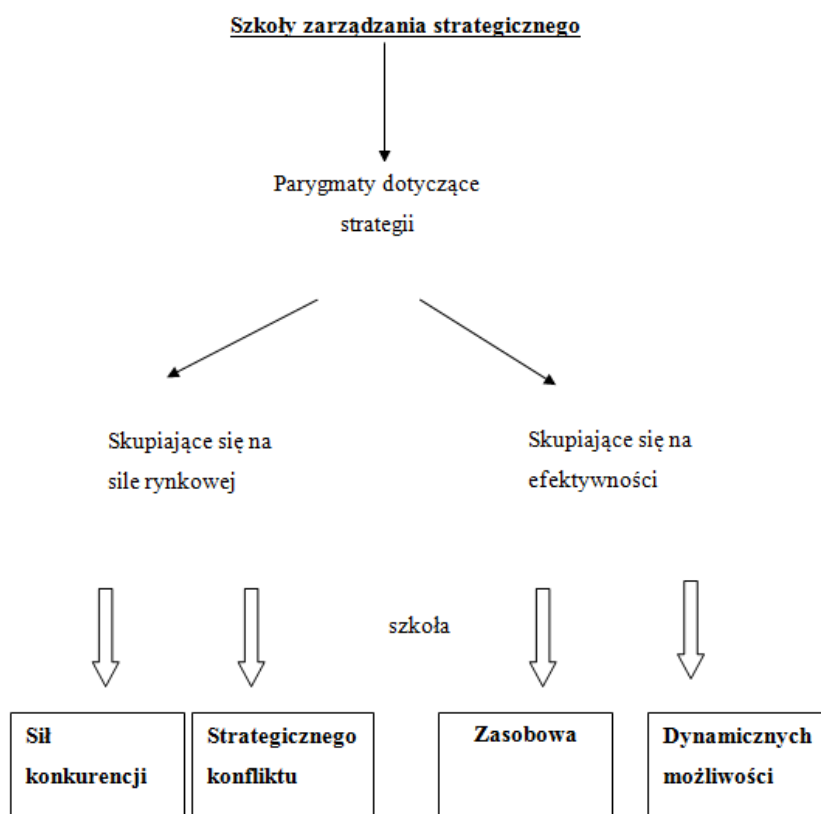 Szkoły zarządzania strategicznego
Parygmaty dotyczące
strategii
Skupiające się na
sile rynkowej
Skupiające się na
efektywności
szkoła
Sił
konkurencji
Strategicznego
konfliktu
Zasobowa
Dynamicznych
możliwości